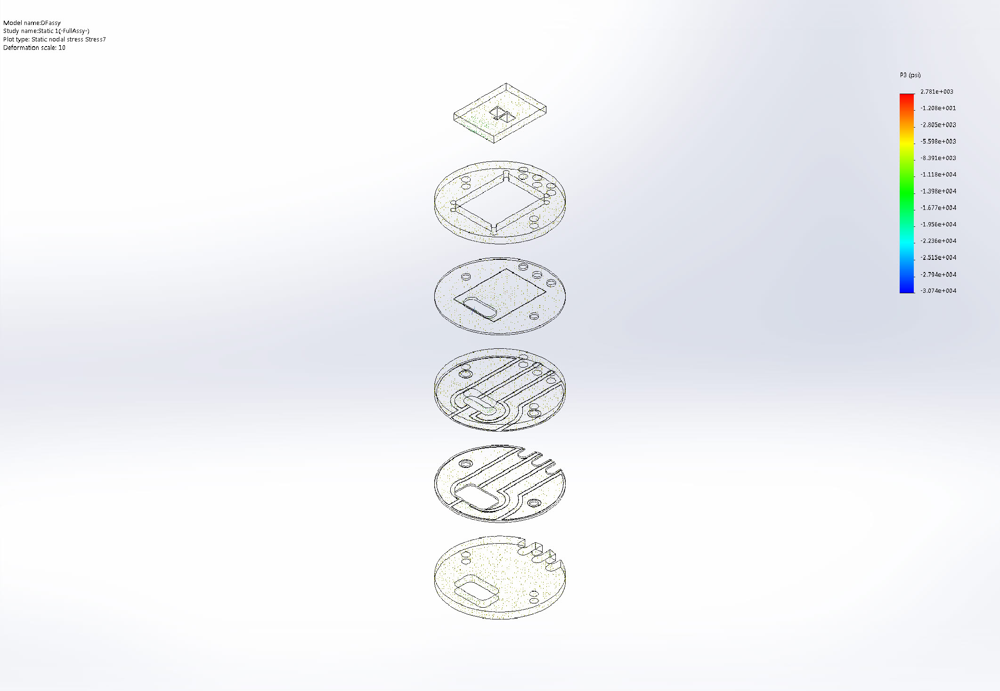 Model name:DFassy
Study name:Static 1(-FullAssy-)
Plot type: Static nodal stress Stress7
Deformation scale: 10
P3 (psi)
2.781e+003
-1.208e+001
-2.805e+003
-5.598e+003
-8.391e+003
-1.118e+004
-1.398e+004
-1.677e+004
-1.956e+004
-2.236e+004
-2.515e+004
-2.794e+004
-3.074e+004